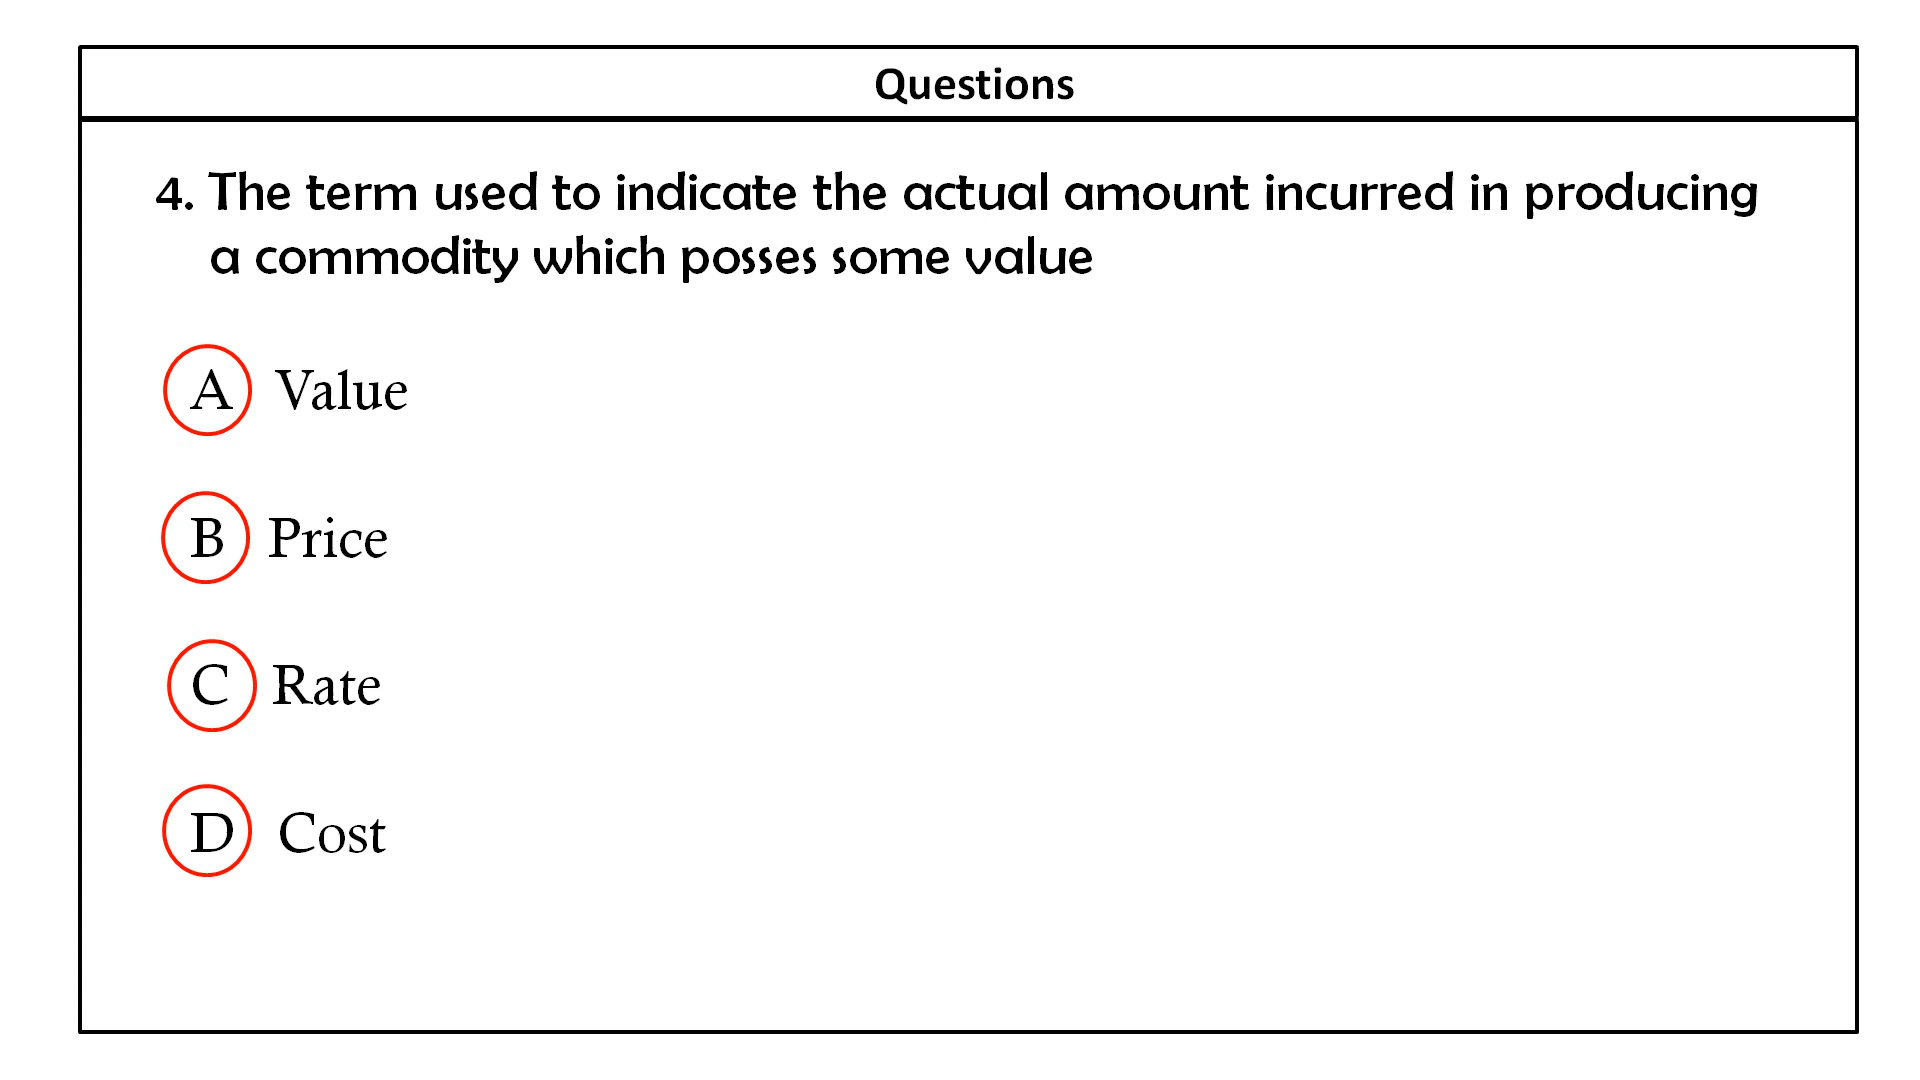 Questions
4. The term used to indicate the actual amount incurred in producing
a commodity which posses some value
A Value
B Price
C Rate
D Cost